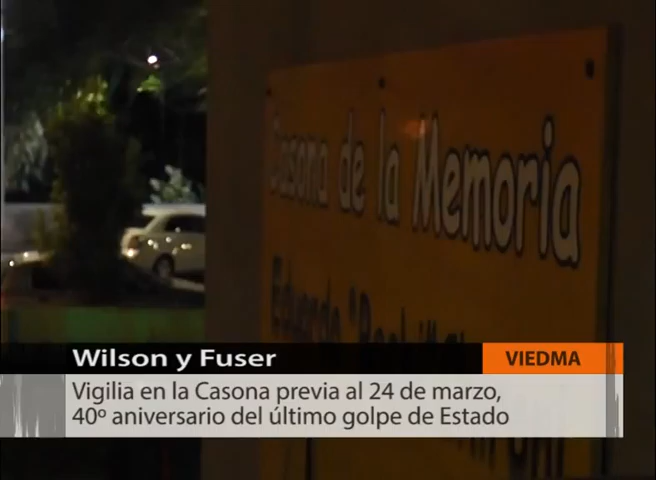 Casona de la Memoria
Eduardo
Wilson y Fuser
VIEDMA
Vigilia en la Casona previa al 24 de marzo,
40º aniversario del último golpe de Estado